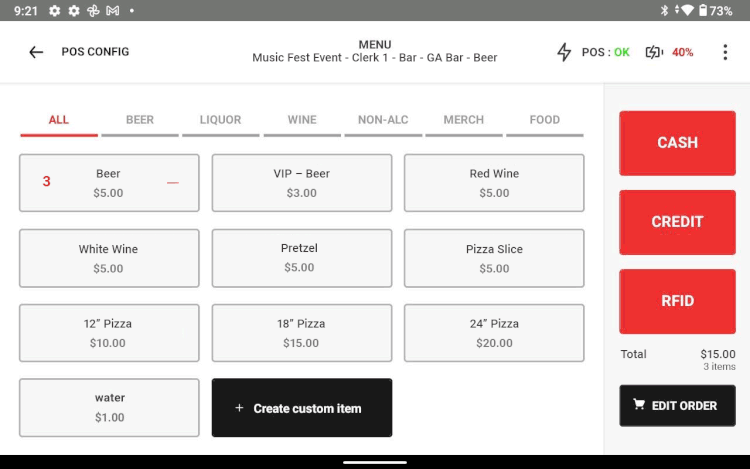 9:21
73%
POS CONFIG
MENU
Music Fest Event - Clerk 1 - Bar - GA Bar - Beer
POS : OK
40%
ALL
BEER
LIQUOR
WINE
NON-ALC
MERCH
FOOD
3
Beer
$5.00
VIP – Beer
$3.00
Red Wine
$5.00
White Wine
$5.00
Pretzel
$5.00
Pizza Slice
$5.00
12” Pizza
$10.00
18” Pizza
$15.00
24” Pizza
$20.00
water
$1.00
+ Create custom item
CASH
CREDIT
RFID
Total $15.00
3 items
EDIT ORDER